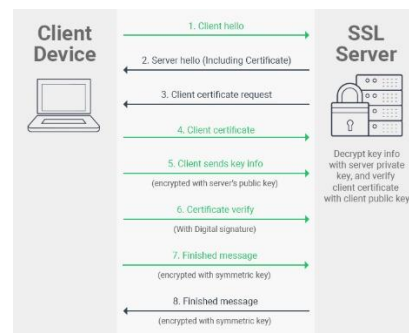 Client
Device
SSL
Server
1. Client hello
2. Server hello (Including Certificate)
3. Client certificate request
4. Client certificate
5. Client sends key info
(encrypted with server's public key)
6. Certificate verify
(With Digital signature)
7. Finished message
(encrypted with symmetric key)
8. Finished message
(encrypted with symmetric key)
Decrypt key info
with server private
key, and verify
client certificate
with client public key